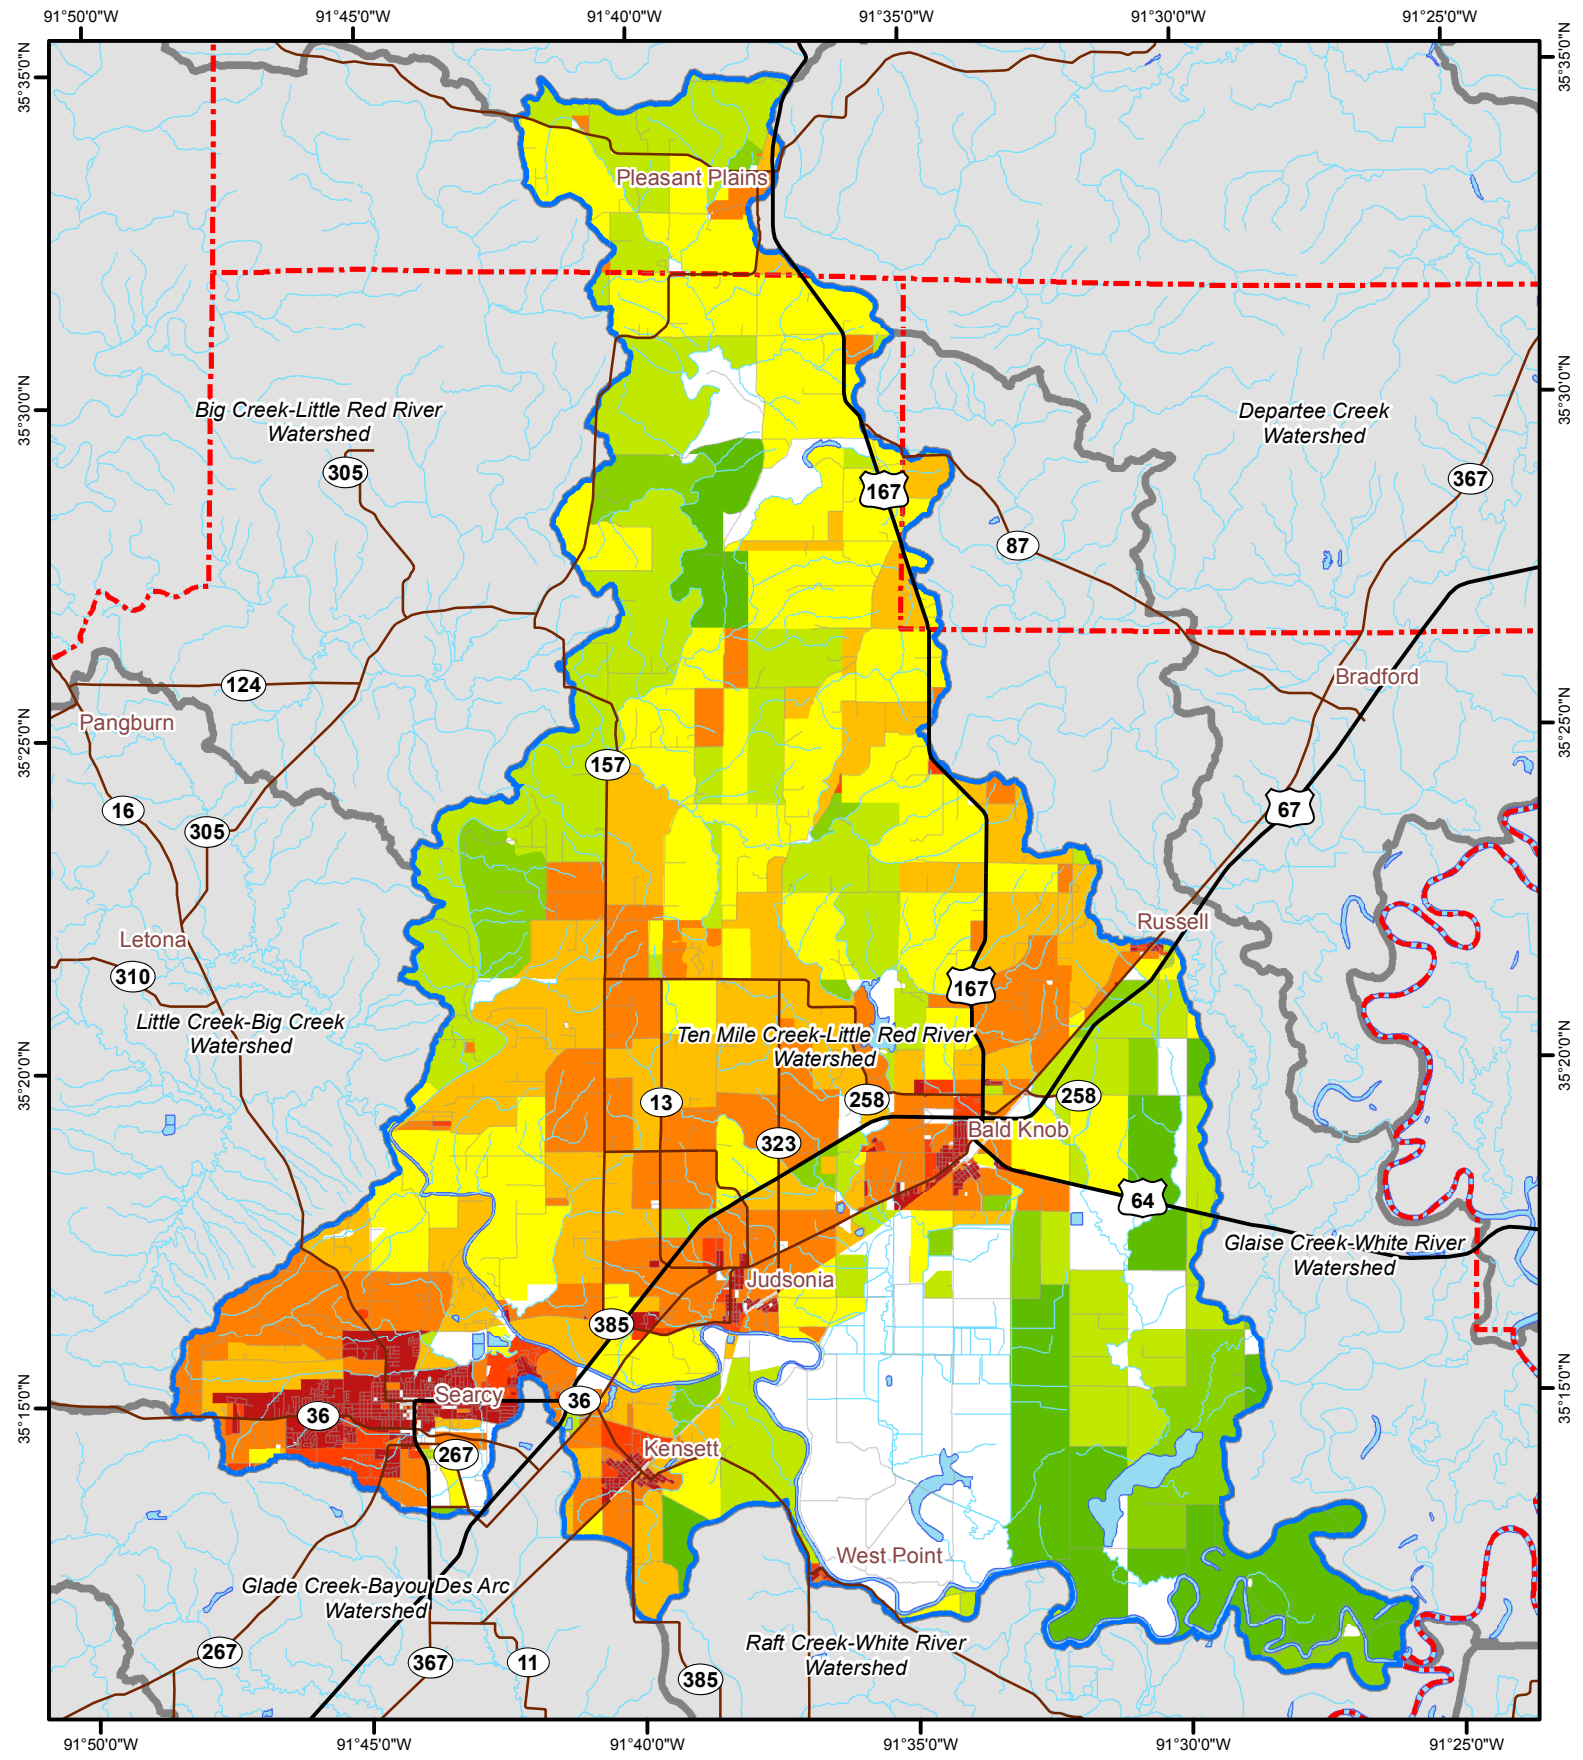 91°50'0"W
91°45'0"W
91°40'0"W
91°35'0"W
91°30'0"W
91°25'0"W
35°35'0"N
35°35'0"N
Pleasant Plains
35°30'0"N
35°30'0"N
Big Creek-Little Red River
Watershed
Departee Creek
Watershed
305
367
167
87
124
Bradford
Pangburn
35°25'0"N
35°25'0"N
157
16
305
67
Letona
Russell
310
167
Little Creek-Big Creek
Watershed
Ten Mile Creek-Little Red River
Watershed
35°20'0"N
35°20'0"N
13
258
258
Bald Knob
323
64
Glaise Creek-White River
Watershed
Judsonia
385
35°15'0"N
35°15'0"N
Searcy
36
36
267
Kensett
West Point
Glade Creek-Bayou Des Arc
Watershed
Raft Creek-White River
Watershed
267
367
11
385
91°50'0"W
91°45'0"W
91°40'0"W
91°35'0"W
91°30'0"W
91°25'0"W